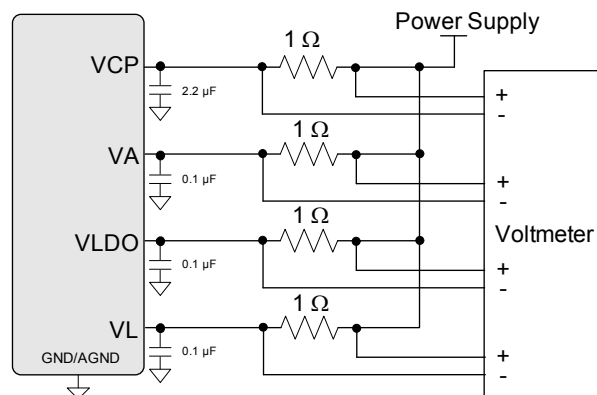 Power Supply
1 Ω
VCP
2.2 µF
+
-
1 Ω
VA
0.1 µF
+
-
1 Ω
VLDO
0.1 µF
Voltmeter
+
-
1 Ω
VL
0.1 µF
GND/AGND
+
-